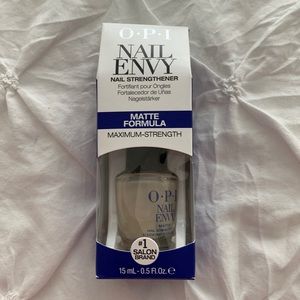 O·P·I
NAIL
ENVY
NAIL STRENGTHENER
Fortifiant pour Ongles
Fortalecedor de Uñas
Nagelstärker
MATTE
FORMULA
MAXIMUM-STRENGTH
O·P·I
NAIL
ENVY
#1
SALON
BRAND
15 mL - 0.5 Fl.Oz. ℮